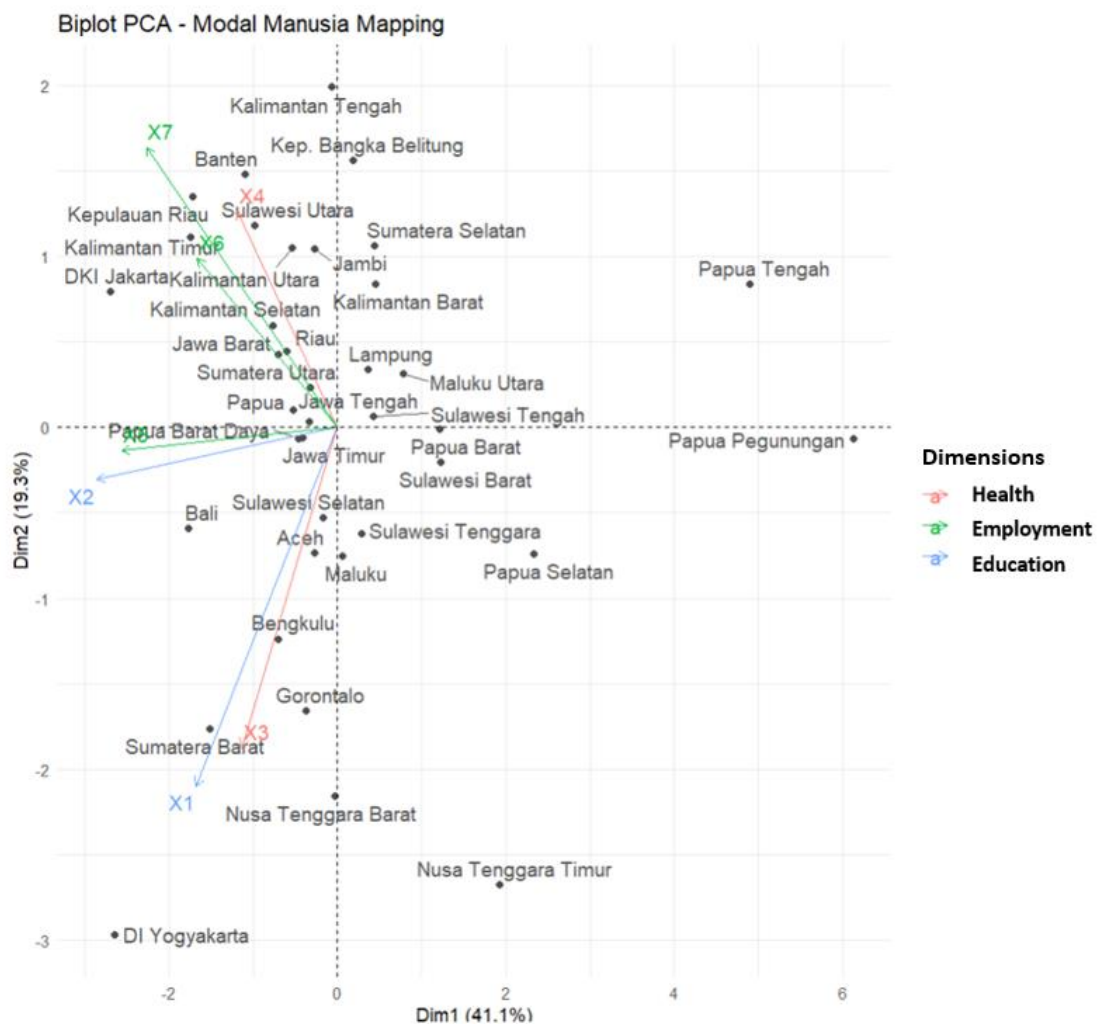 Biplot PCA - Modal Manusia Mapping
2
Kalimantan Tengah
X7
Kep. Bangka Belitung
Banten
X4
Kepulauan Riau
Sulawesi Utara
Sumatera Selatan
Kalimantan Timur
X6
Jambi
1
DKI Jakarta
Kalimantan Utara
Papua Tengah
Kalimantan Barat
Kalimantan Selatan
Riau
Jawa Barat
Lampung
Sumatera Utara
Maluku Utara
Papua
Jawa Tengah
Sulawesi Tengah
0
Papua Barat Daya
Papua Barat
Papua Pegunungan
Jawa Timur
Sulawesi Barat
X2
Sulawesi Selatan
Bali
Sulawesi Tenggara
Aceh
Maluku
Papua Selatan
-1
Bengkulu
Gorontalo
X3
Sumatera Barat
-2
X1
Nusa Tenggara Barat
Nusa Tenggara Timur
-3
DI Yogyakarta
Dim2 (19.3%)
-2
0
2
4
6
Dim1 (41.1%)
Dimensions
a Health
a Employment
a Education